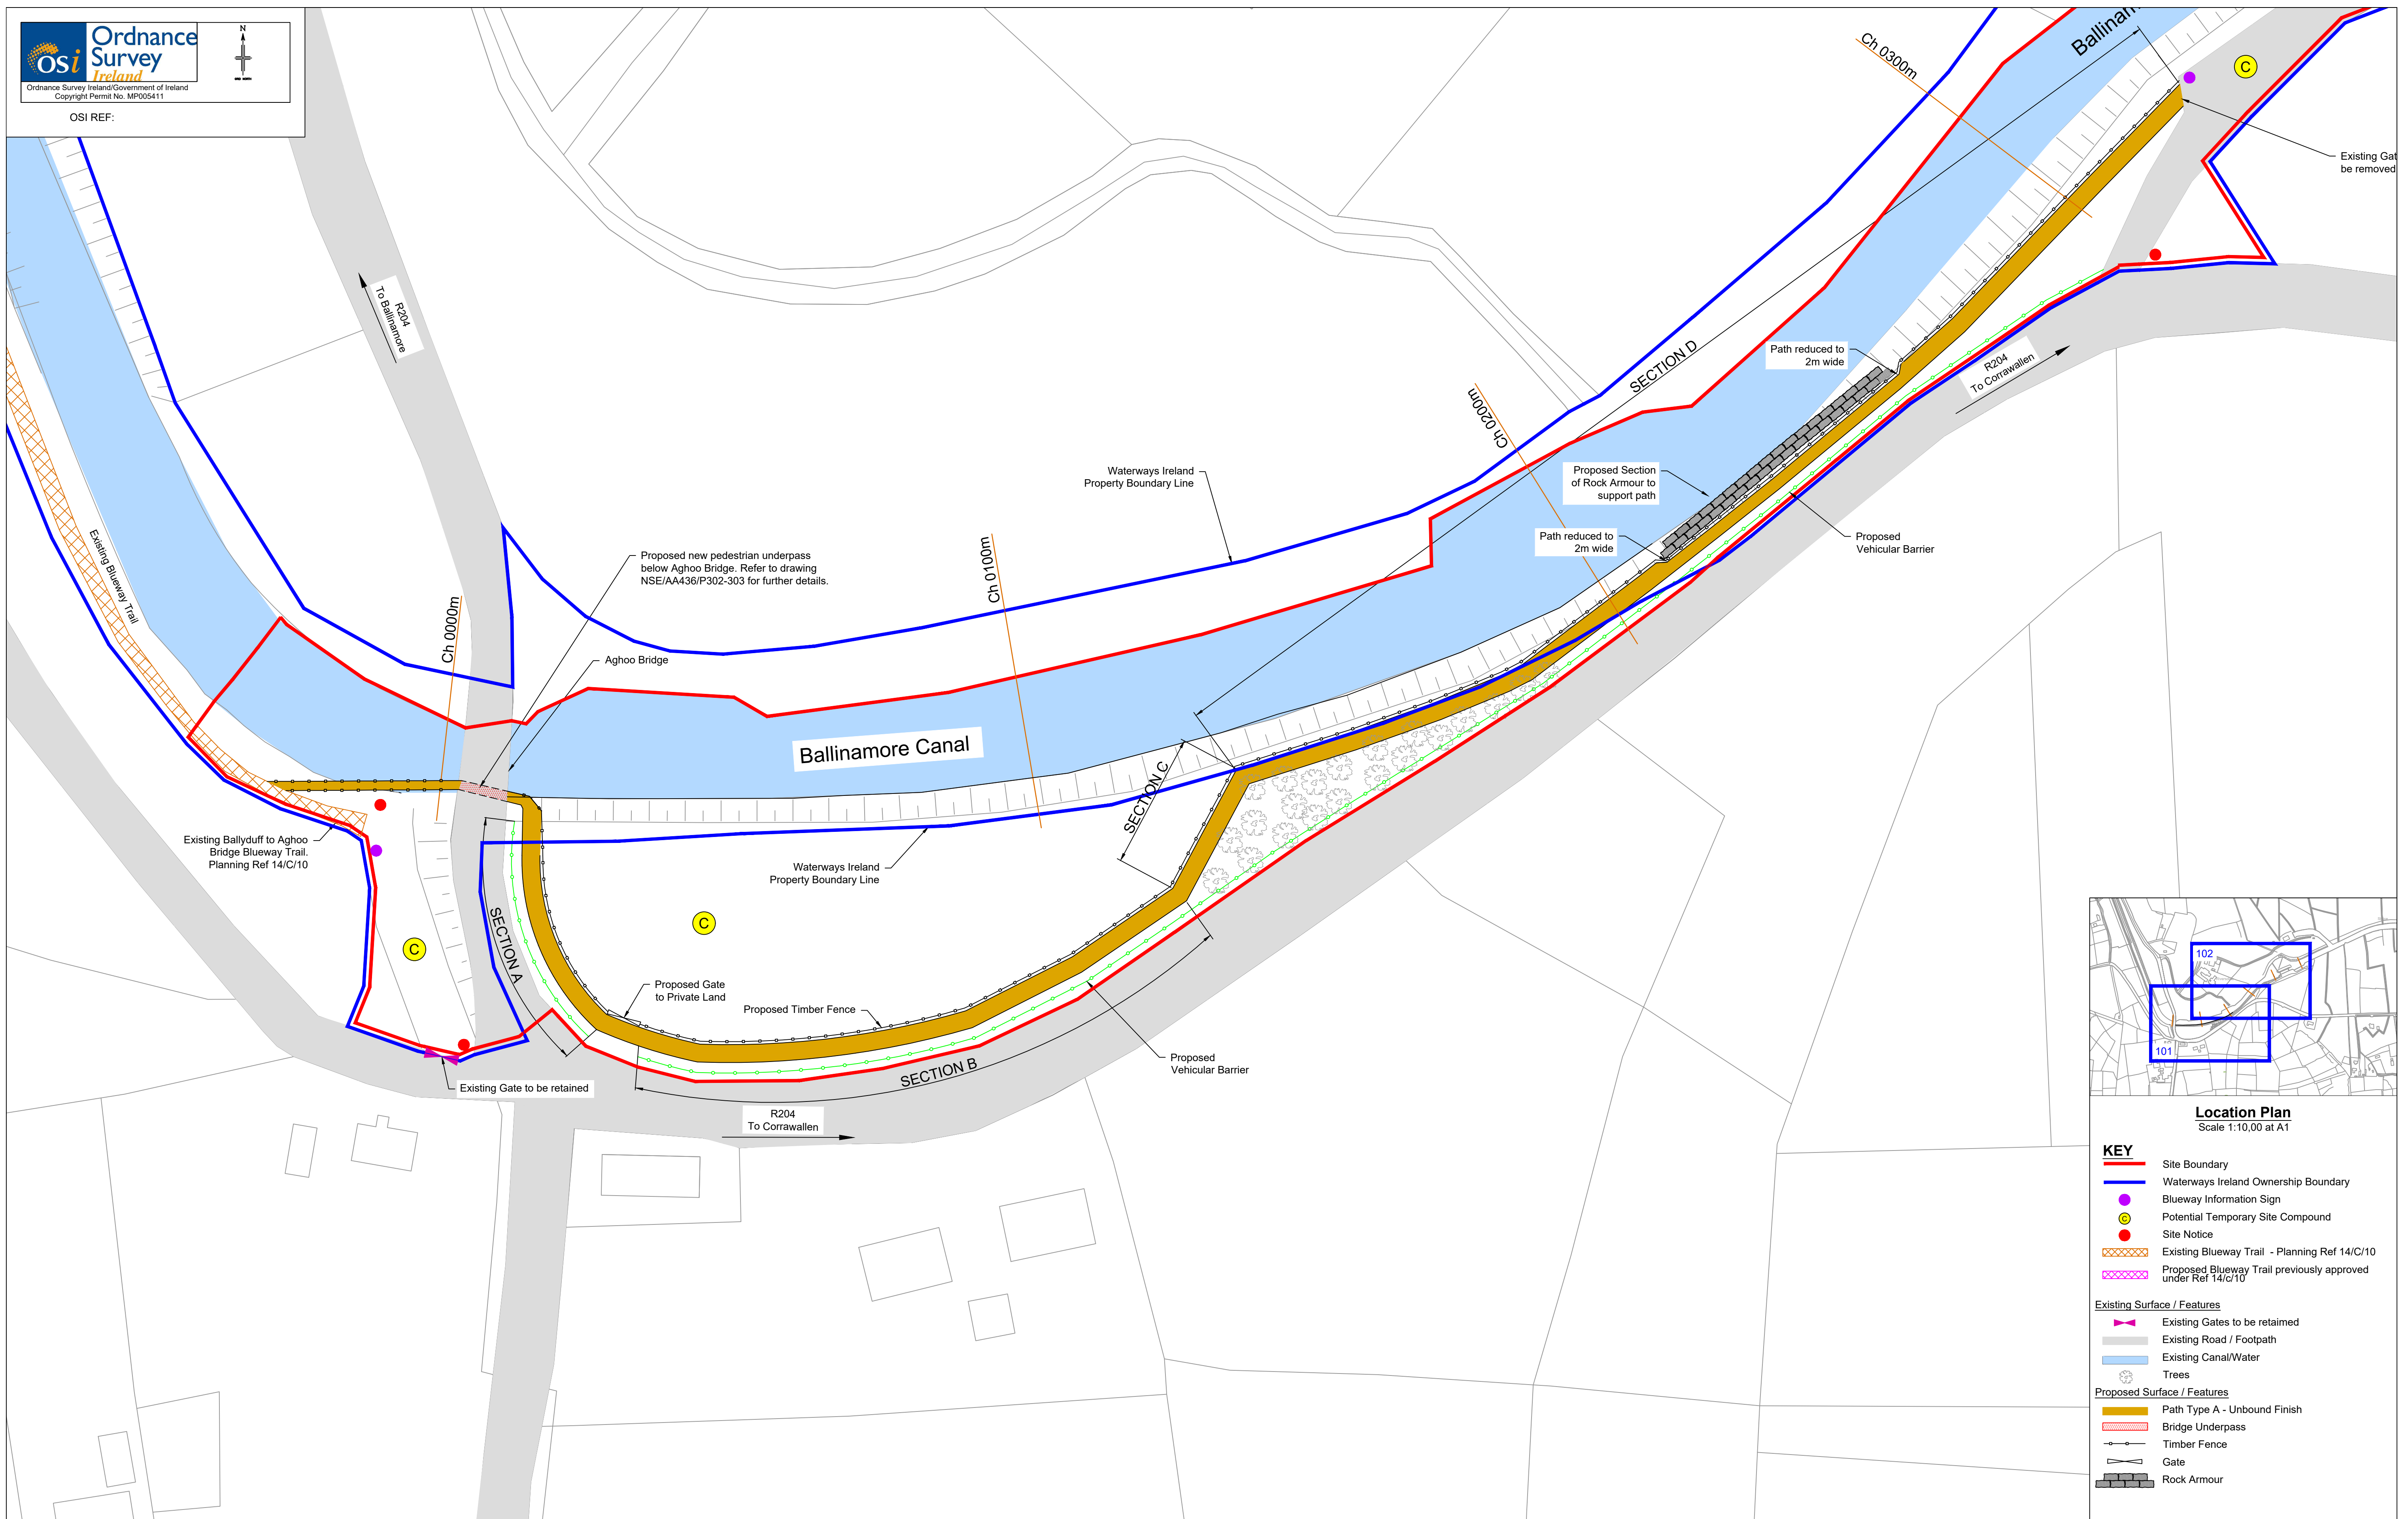 Ordnance
Survey
Ireland
osi
N
Ordnance Survey Ireland/Government of Ireland
Copyright Permit No. MP005411
OSI REF:
Ballinam
Ch 0300m
C
Existing Gat
be removed
R204
To Ballinamore
SECTION D
Path reduced to
2m wide
R204
To Corrawallen
Ch 0200m
Waterways Ireland
Property Boundary Line
Proposed Section
of Rock Armour to
support path
Path reduced to
2m wide
Proposed
Vehicular Barrier
Existing Blueway Trail
Proposed new pedestrian underpass
below Aghoo Bridge. Refer to drawing
NSE/AA436/P302-303 for further details.
Ch 0100m
Ch 0000m
Aghoo Bridge
Ballinamore Canal
SECTION C
Existing Ballyduff to Aghoo
Bridge Blueway Trail.
Planning Ref 14/C/10
Waterways Ireland
Property Boundary Line
C
C
SECTION A
Proposed Gate
to Private Land
Proposed Timber Fence
Proposed
Vehicular Barrier
SECTION B
Existing Gate to be retained
R204
To Corrawallen
102
101
Location Plan
Scale 1:10,00 at A1
KEY
Site Boundary
Waterways Ireland Ownership Boundary
Blueway Information Sign
C
Potential Temporary Site Compound
Site Notice
Existing Blueway Trail - Planning Ref 14/C/10
Proposed Blueway Trail previously approved
under Ref 14/c/10
Existing Surface / Features
Existing Gates to be retaimed
Existing Road / Footpath
Existing Canal/Water
Trees
Proposed Surface / Features
Path Type A - Unbound Finish
Bridge Underpass
Timber Fence
Gate
Rock Armour